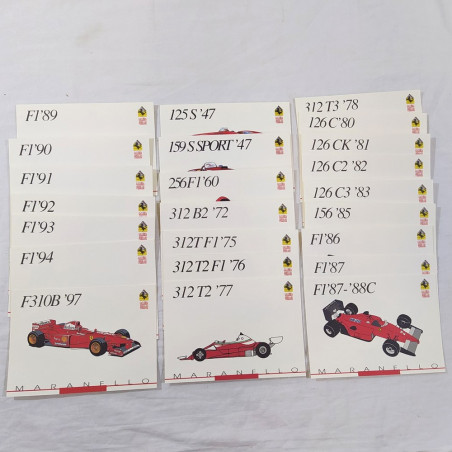 F1'89
F1'90
F1'91
F1'92
F1'93
F1'94
F310B '97
MARANELLO
125 S '47
159 S SPORT '47
256 F1 '60
312 B2 '72
312T F1 '75
312 T2 F1 '76
312 T2 '77
MARANELLO
312 T3 '78
126 C '80
126 CK '81
126 C2 '82
126 C3 '83
156 '85
F1'86
F1'87
F1'87-'88C
MARANELLO